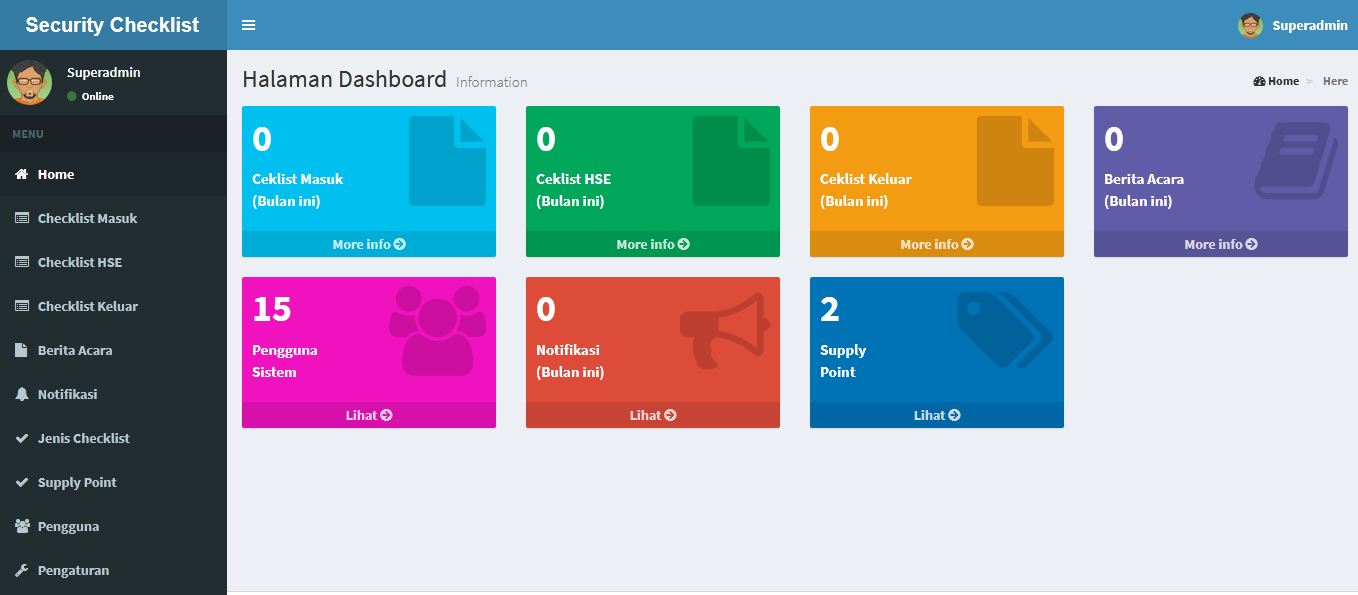 Security Checklist
Superadmin
Superadmin
Online
MENU
Home
Checklist Masuk
Checklist HSE
Checklist Keluar
Berita Acara
Notifikasi
Jenis Checklist
Supply Point
Pengguna
Pengaturan
Halaman Dashboard Information
Home > Here
0
Ceklist Masuk
(Bulan ini)
More info
0
Ceklist HSE
(Bulan ini)
More info
0
Ceklist Keluar
(Bulan ini)
More info
0
Berita Acara
(Bulan ini)
More info
15
Pengguna
Sistem
Lihat
0
Notifikasi
(Bulan ini)
Lihat
2
Supply
Point
Lihat